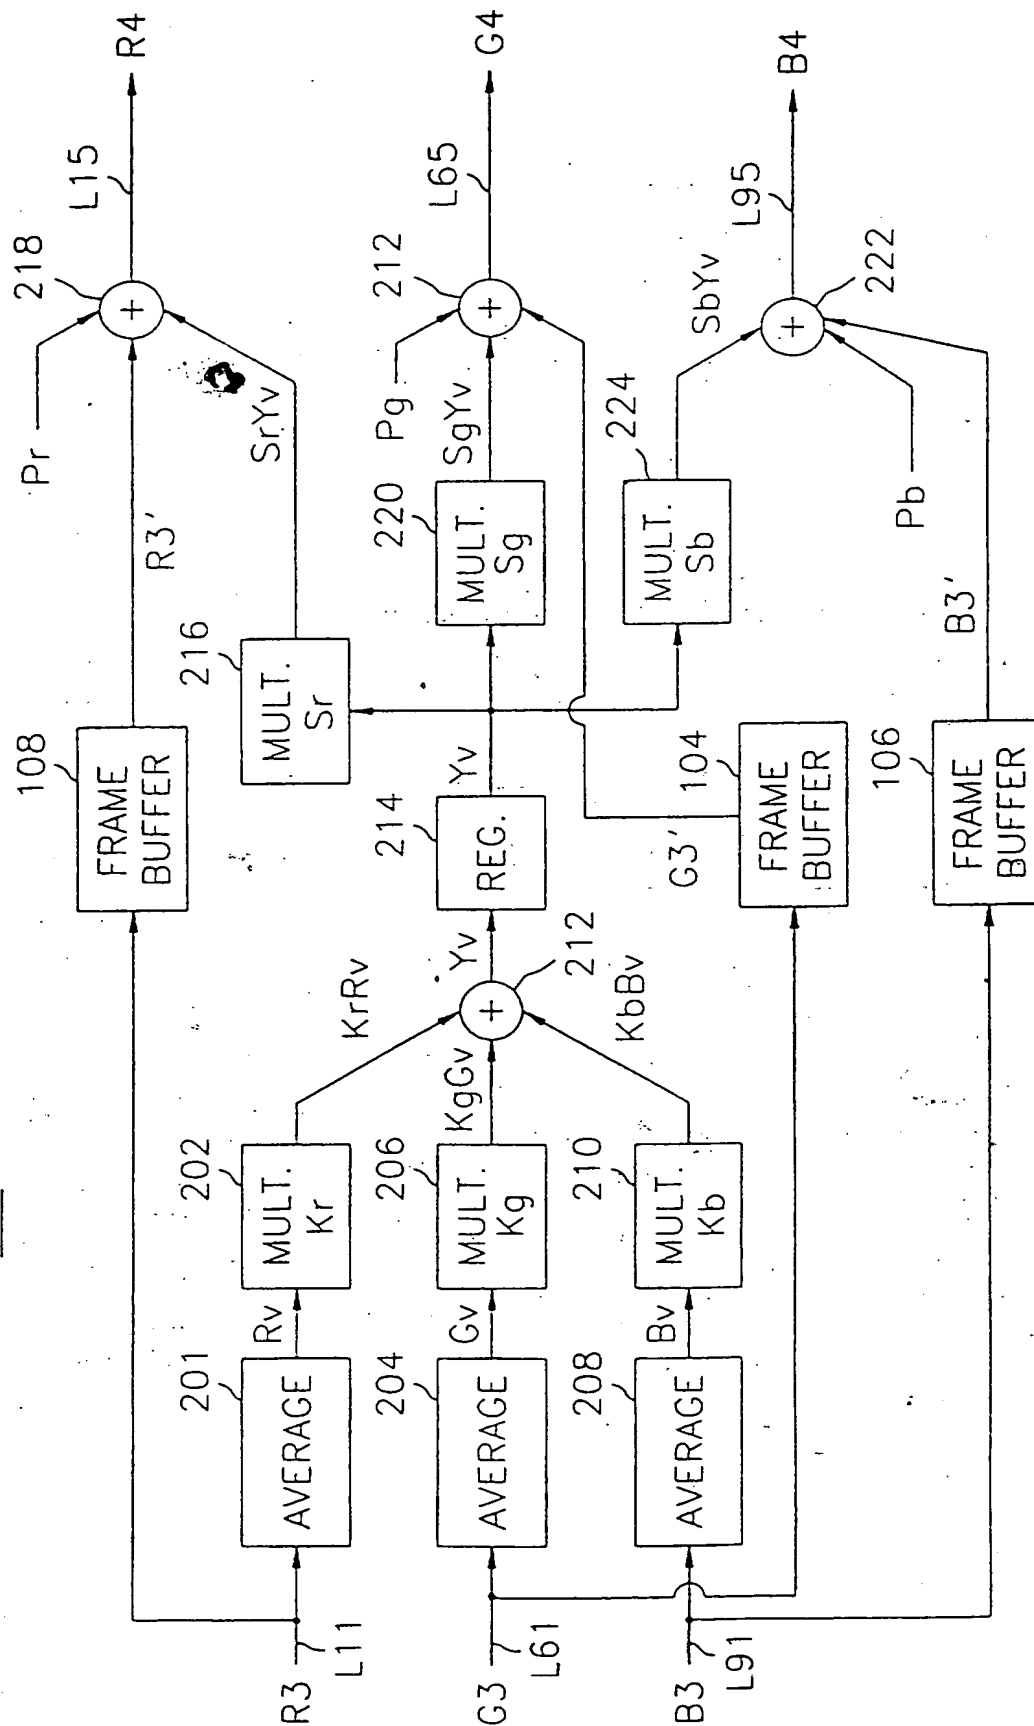 R3
L11
G3
L61
B3
L91
201
AVERAGE
Rv
202
MULT.
Kr
KrRv
204
AVERAGE
Gv
206
MULT.
Kg
KgGv
208
AVERAGE
Bv
210
MULT.
Kb
KbBv
212
Yv
214
REG.
Yv
108
FRAME
BUFFER
R3'
216
MULT.
Sr
SrYv
Pr
218
+
L15
R4
220
MULT.
Sg
SgYv
Pg
212
+
L65
G4
+
104
FRAME
BUFFER
G3'
224
MULT.
Sb
SbYv
Pb
222
+
L95
B4
106
FRAME
BUFFER
B3'